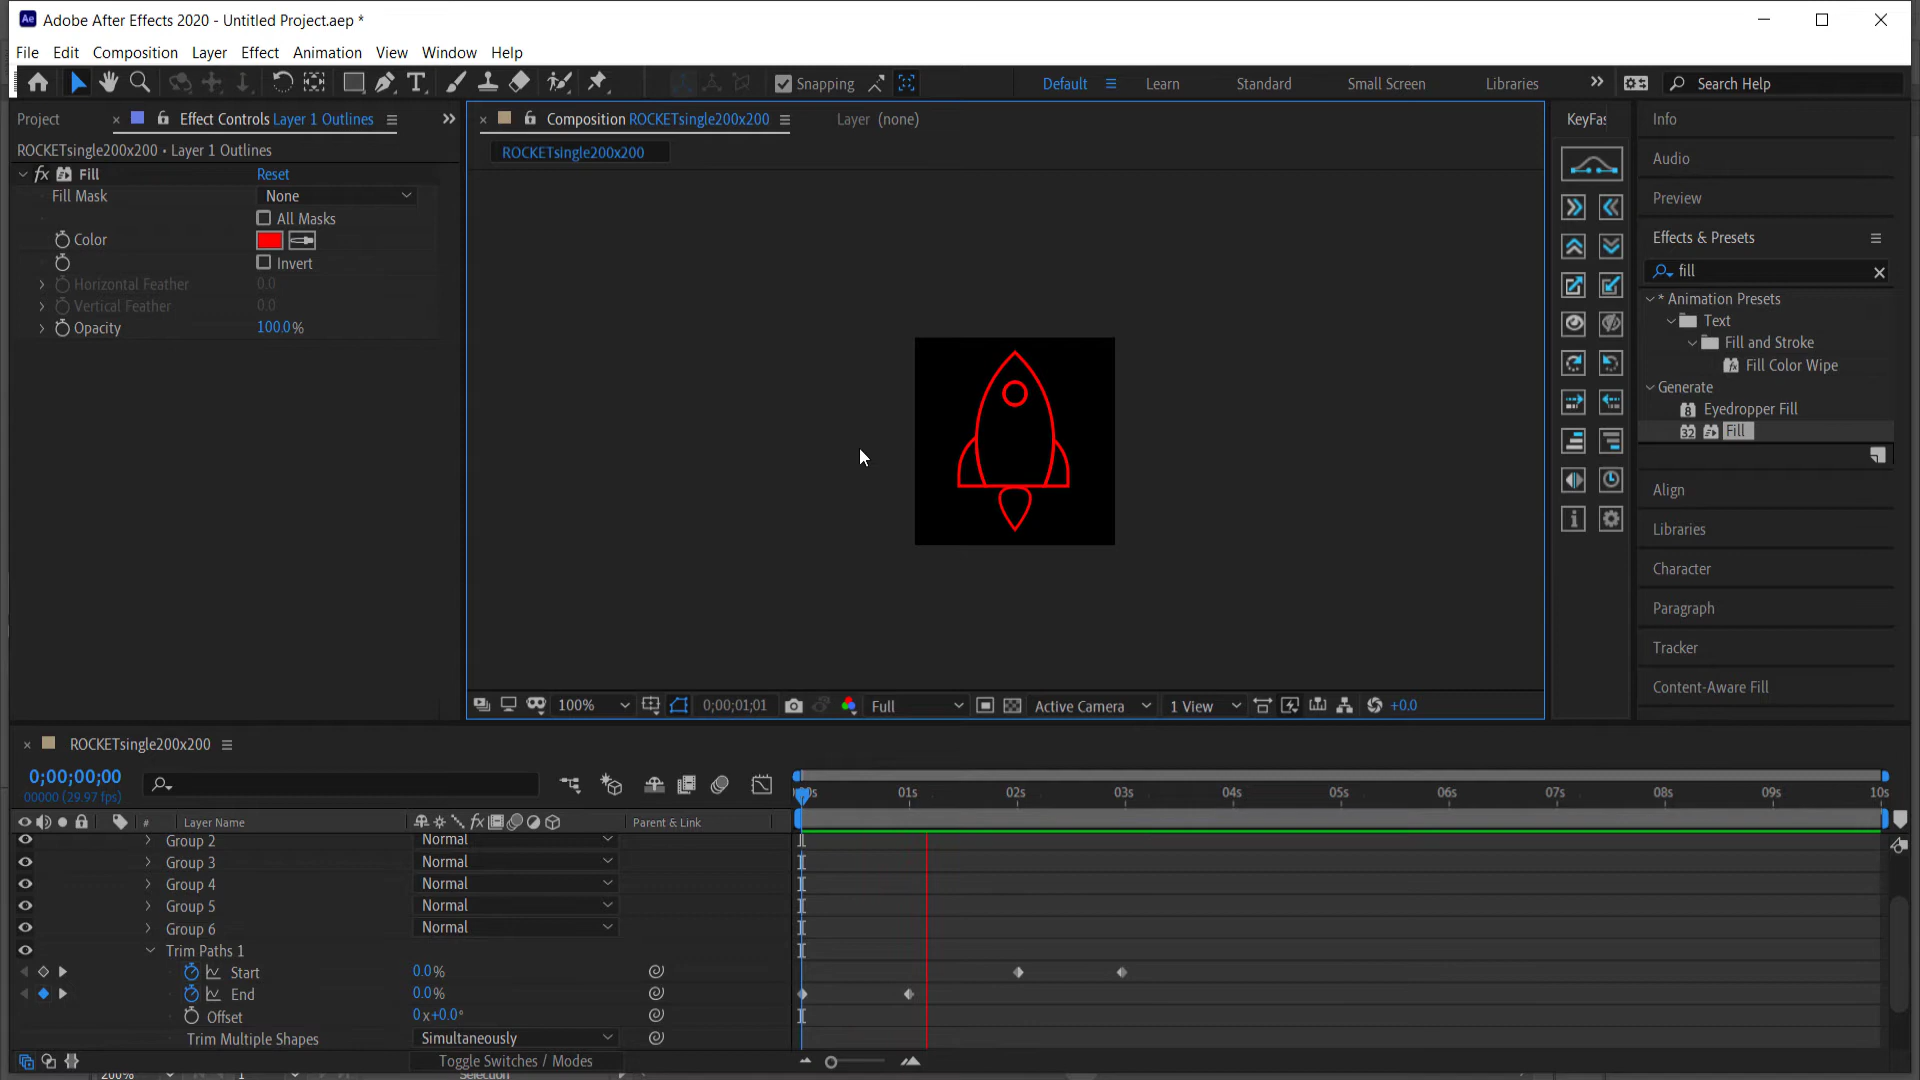 Adobe After Effects 2020 - Untitled Project.aep *
File Edit Composition Layer Effect Animation View Window Help
Snapping
Default Learn Standard Small Screen Libraries
Search Help
Project
Effect Controls Layer 1 Outlines
ROCKETsingle200x200 • Layer 1 Outlines
fx Fill Reset
Fill Mask None
All Masks
Color
Invert
Horizontal Feather 0.0
Vertical Feather 0.0
Opacity 100.0%
Composition ROCKETsingle200x200
Layer (none)
ROCKETsingle200x200
100% 0;00;01;01 Full Active Camera 1 View +0.0
KeyFas
Info
Audio
Preview
Effects & Presets
fill
* Animation Presets
Text
Fill and Stroke
Fill Color Wipe
Generate
8 Eyedropper Fill
32 Fill
Align
Libraries
Character
Paragraph
Tracker
Content-Aware Fill
ROCKETsingle200x200
0;00;00;00
00000 (29.97 fps)
01s 02s 03s 04s 05s 06s 07s 08s 09s 10s
# Layer Name fx Parent & Link
Group 2 Normal
Group 3 Normal
Group 4 Normal
Group 5 Normal
Group 6 Normal
Trim Paths 1
Start 0.0%
End 0.0%
Offset 0x+0.0°
Trim Multiple Shapes Simultaneously
Toggle Switches / Modes
200% 1 Selection